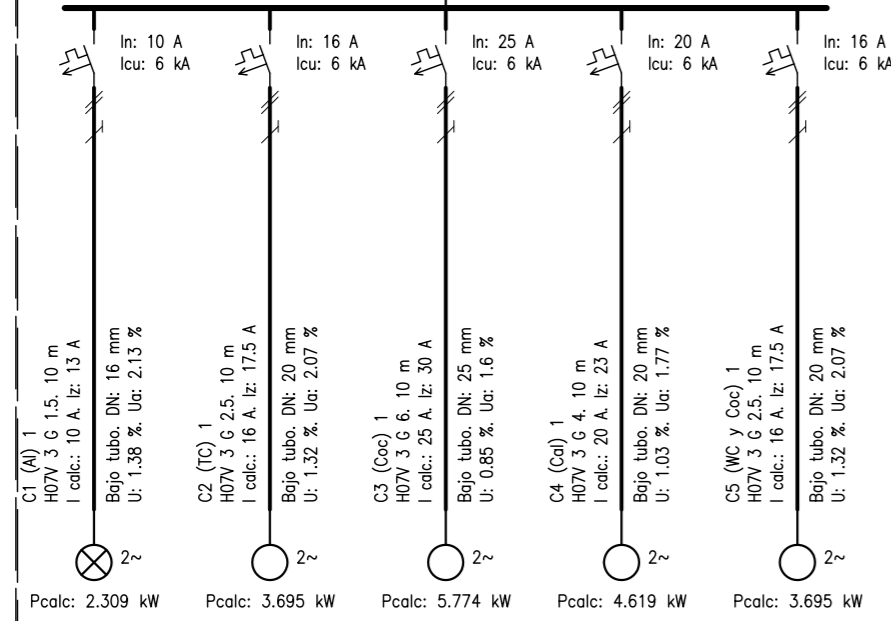 In: 10 A
Icu: 6 kA
In: 16 A
Icu: 6 kA
In: 25 A
Icu: 6 kA
In: 20 A
Icu: 6 kA
In: 16 A
Icu: 6 kA
C1 (Al) 1
H07V 3 G 1.5. 10 m
I calc.: 10 A. Iz: 13 A
Bajo tubo. DN: 16 mm
U: 1.38 %. Ua: 2.13 %
C2 (TC) 1
H07V 3 G 2.5. 10 m
I calc.: 16 A. Iz: 17.5 A
Bajo tubo. DN: 20 mm
U: 1.32 %. Ua: 2.07 %
C3 (Coc) 1
H07V 3 G 6. 10 m
I calc.: 25 A. Iz: 30 A
Bajo tubo. DN: 25 mm
U: 0.85 %. Ua: 1.6 %
C4 (Cal) 1
H07V 3 G 4. 10 m
I calc.: 20 A. Iz: 23 A
Bajo tubo. DN: 20 mm
U: 1.03 %. Ua: 1.77 %
C5 (WC y Coc) 1
H07V 3 G 2.5. 10 m
I calc.: 16 A. Iz: 17.5 A
Bajo tubo. DN: 20 mm
U: 1.32 %. Ua: 2.07 %
2~
2~
2~
2~
2~
Pcalc: 2.309 kW
Pcalc: 3.695 kW
Pcalc: 5.774 kW
Pcalc: 4.619 kW
Pcalc: 3.695 kW